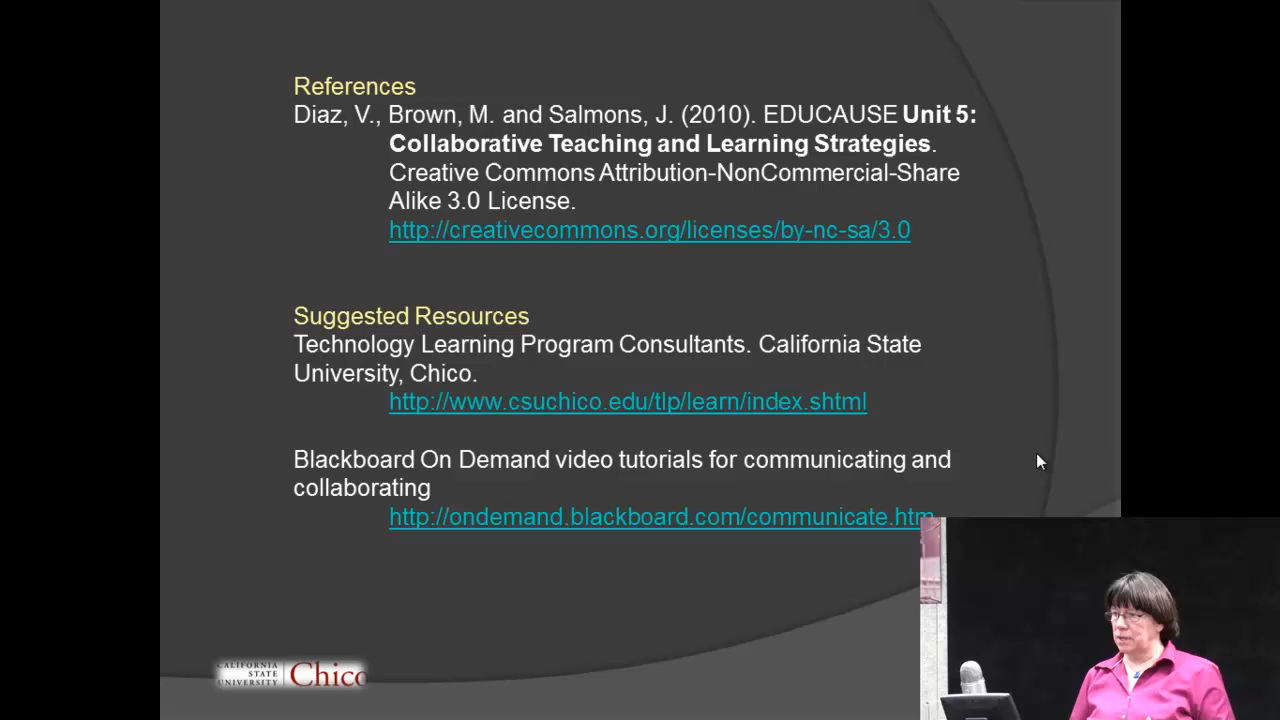 References
Diaz, V., Brown, M. and Salmons, J. (2010). EDUCAUSE Unit 5:
Collaborative Teaching and Learning Strategies.
Creative Commons Attribution-NonCommercial-Share
Alike 3.0 License.
http://creativecommons.org/licenses/by-nc-sa/3.0
Suggested Resources
Technology Learning Program Consultants. California State
University, Chico.
http://www.csuchico.edu/tlp/learn/index.shtml
Blackboard On Demand video tutorials for communicating and
collaborating
http://ondemand.blackboard.com/communicate.htm
CALIFORNIA
STATE
UNIVERSITY
Chico